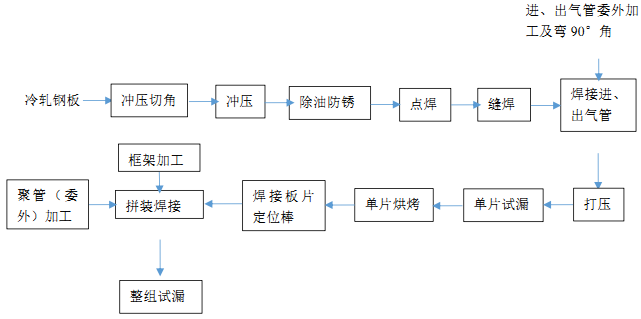 进、出气管委外加
工及弯90°角
冷轧钢板
冲压切角
冲压
除油防锈
点焊
缝焊
焊接进、
出气管
框架加工
聚管（委
外）加工
拼装焊接
焊接板片
定位棒
单片烘烤
单片试漏
打压
整组试漏